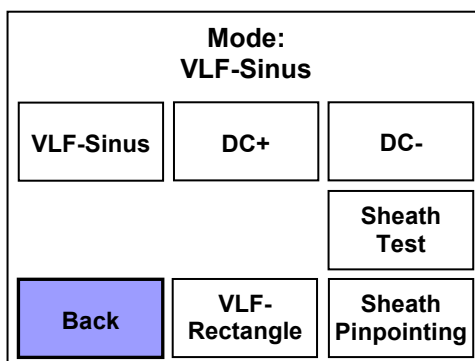 Mode:
VLF-Sinus
VLF-Sinus
DC+
DC-
Sheath
Test
Back
VLF-
Rectangle
Sheath
Pinpointing